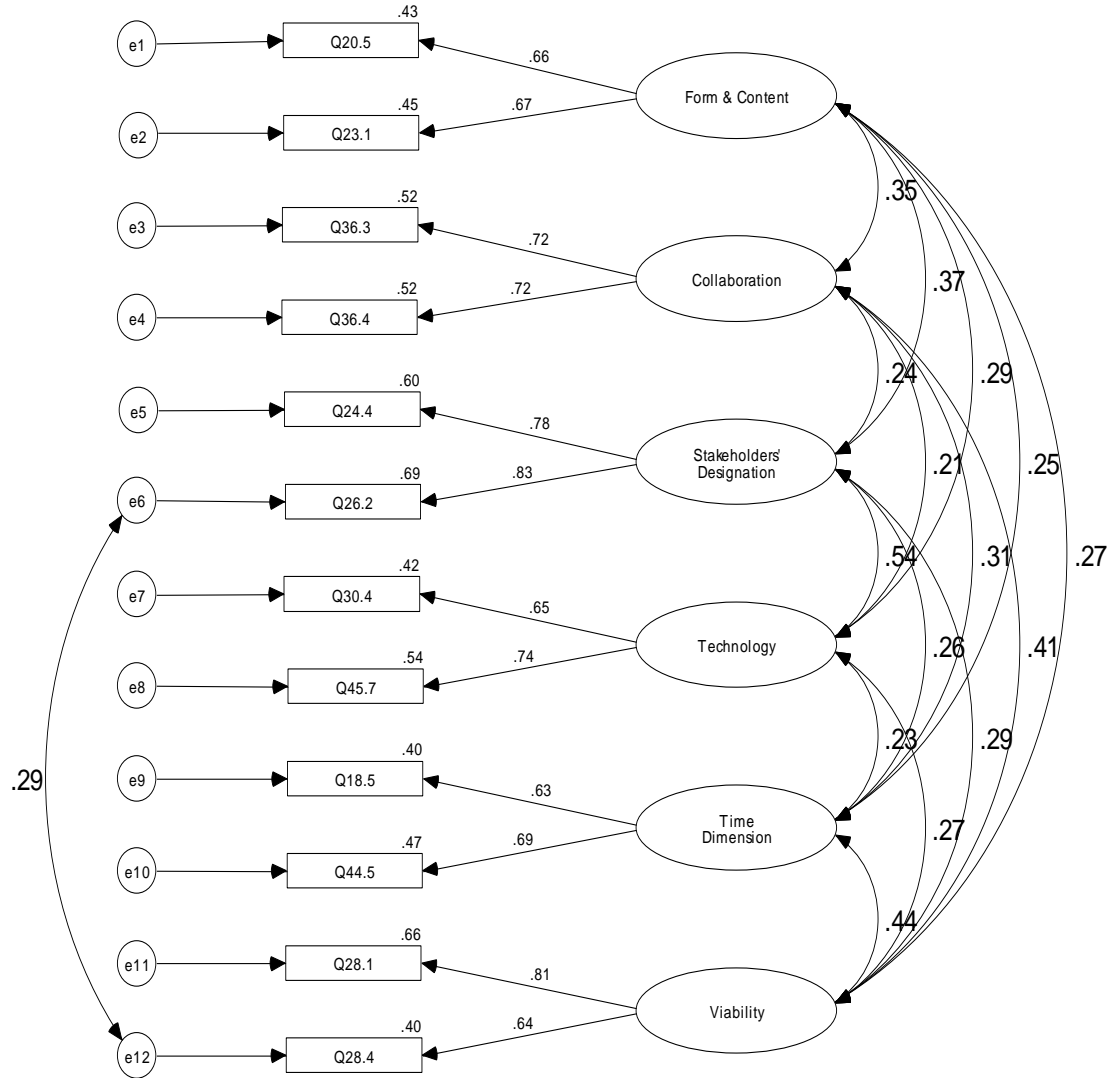 .43
e1
Q20.5
.66
Form & Content
.45
.67
e2
Q23.1
.35
.52
e3
Q36.3
.72
Collaboration
.37
.52
.72
e4
Q36.4
.24
.29
.60
e5
Q24.4
.78
Stakeholders'
Designation
.21
.25
.69
.83
e6
Q26.2
.54
.31
.27
.42
e7
Q30.4
.65
Technology
.26
.41
.54
.74
e8
Q45.7
.23
.29
.40
e9
Q18.5
.63
.29
Time
Dimension
.27
.47
.69
e10
Q44.5
.44
.66
e11
Q28.1
.81
Viability
.40
.64
e12
Q28.4